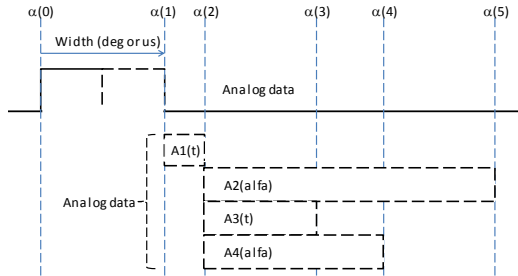 α(0) α(1) α(2) α(3) α(4) α(5)
Width (deg or us)
Analog data
A1(t)
A2(alfa)
Analog data
A3(t)
A4(alfa)